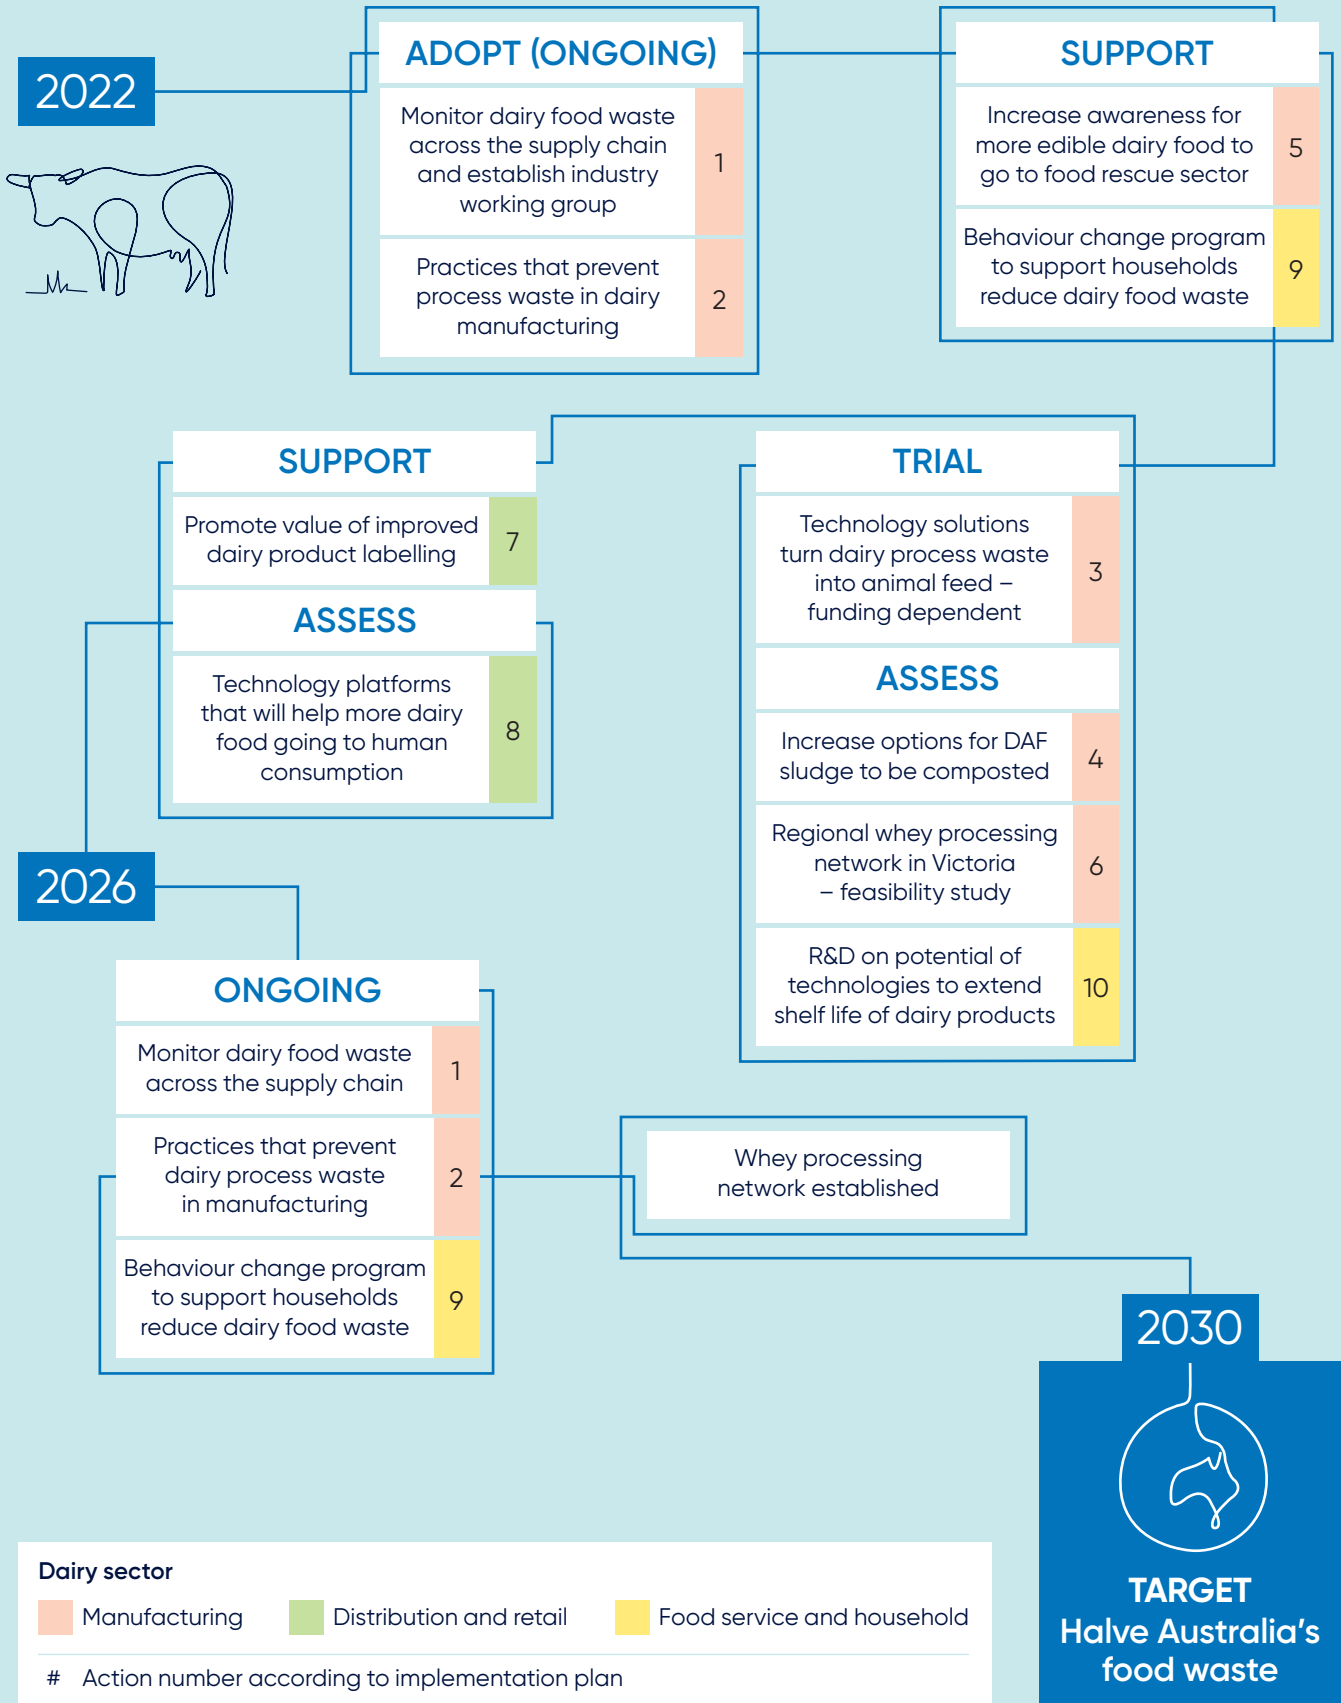 2022
ADOPT (ONGOING)
Monitor dairy food waste
across the supply chain
and establish industry
working group
1
Practices that prevent
process waste in dairy
manufacturing
2
SUPPORT
Increase awareness for
more edible dairy food to
go to food rescue sector
5
Behaviour change program
to support households
reduce dairy food waste
9
TRIAL
Technology solutions
turn dairy process waste
into animal feed –
funding dependent
3
ASSESS
Increase options for DAF
sludge to be composted
4
Regional whey processing
network in Victoria
– feasibility study
6
R&D on potential of
technologies to extend
shelf life of dairy products
10
SUPPORT
Promote value of improved
dairy product labelling
7
ASSESS
Technology platforms
that will help more dairy
food going to human
consumption
8
2026
ONGOING
Monitor dairy food waste
across the supply chain
1
Practices that prevent
dairy process waste
in manufacturing
2
Behaviour change program
to support households
reduce dairy food waste
9
Whey processing
network established
2030
TARGET
Halve Australia's
food waste
Dairy sector
Manufacturing
Distribution and retail
Food service and household
# Action number according to implementation plan